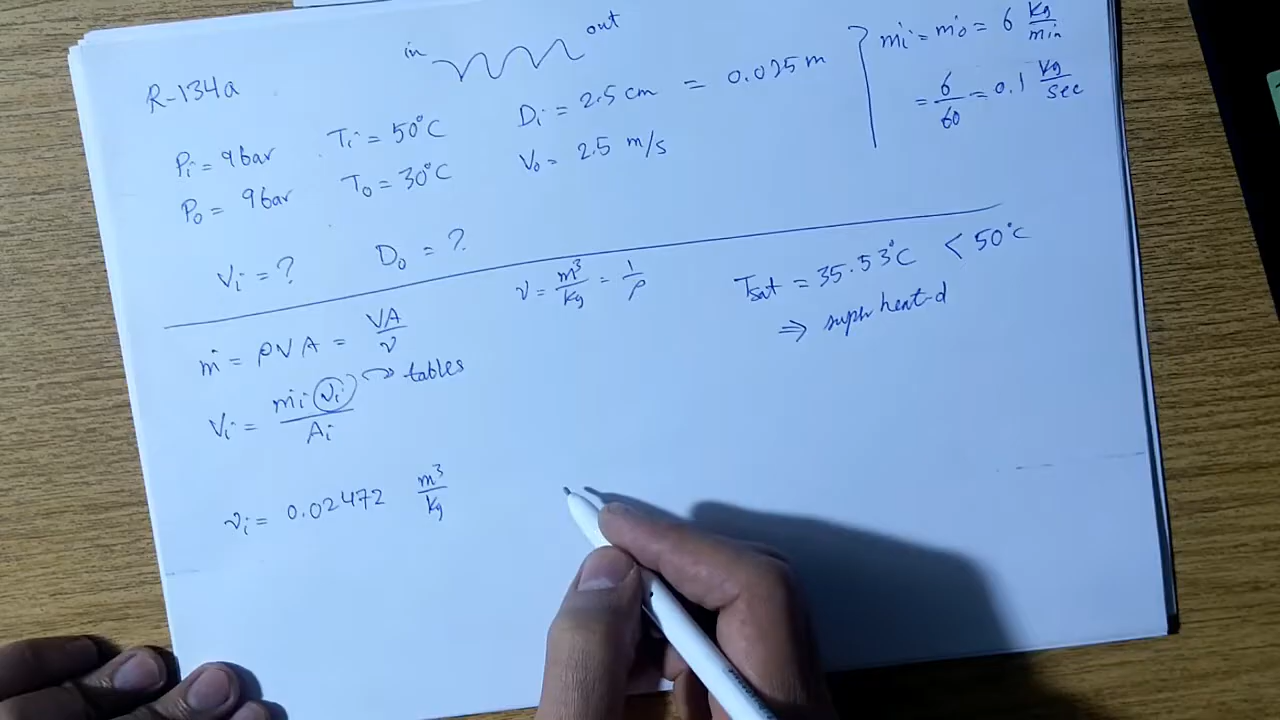 in out
R-134a
Pi = 9bar Ti = 50°C Di = 2.5 cm = 0.025 m
Po = 9bar To = 30°C Vo = 2.5 m/s
ṁi = ṁo = 6 kg/min
= 6/60 = 0.1 kg/sec
Vi = ? Do = ?
ṁ = ρVA = VA/ν
ν = m³/kg = 1/ρ
Tsat = 35.53°C < 50°C
⇒
Vi = ṁi νi/Ai → tables
νi = 0.02472 m³/kg